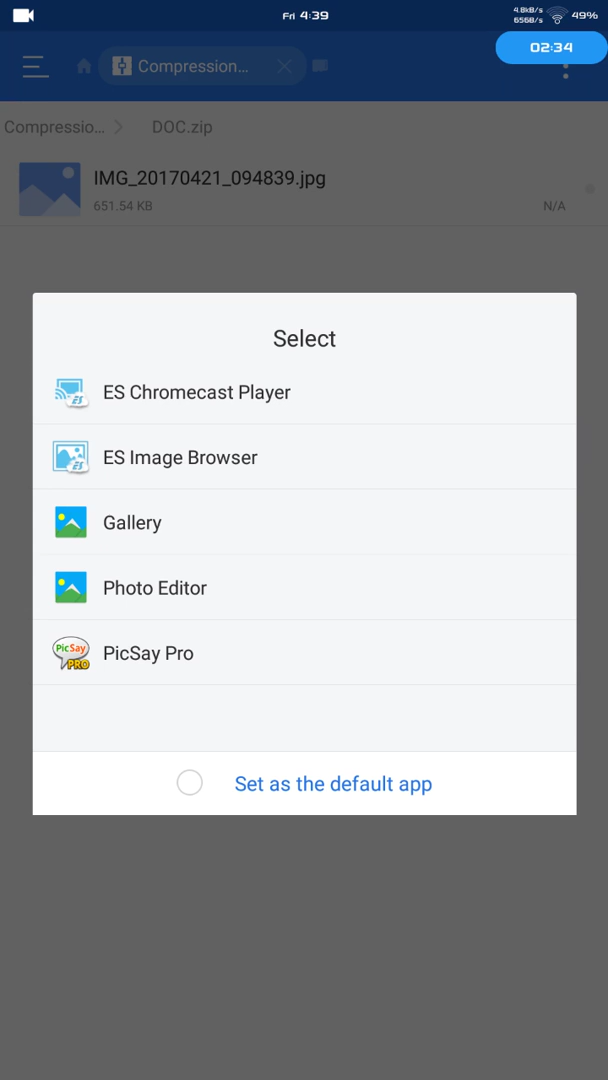 Fri 4:39
4.8kB/s
656B/s
49%
02:34
Compression...
Compressio...
DOC.zip
IMG_20170421_094839.jpg
651.54 KB
N/A
Select
ES Chromecast Player
ES Image Browser
Gallery
Photo Editor
PicSay Pro
Set as the default app